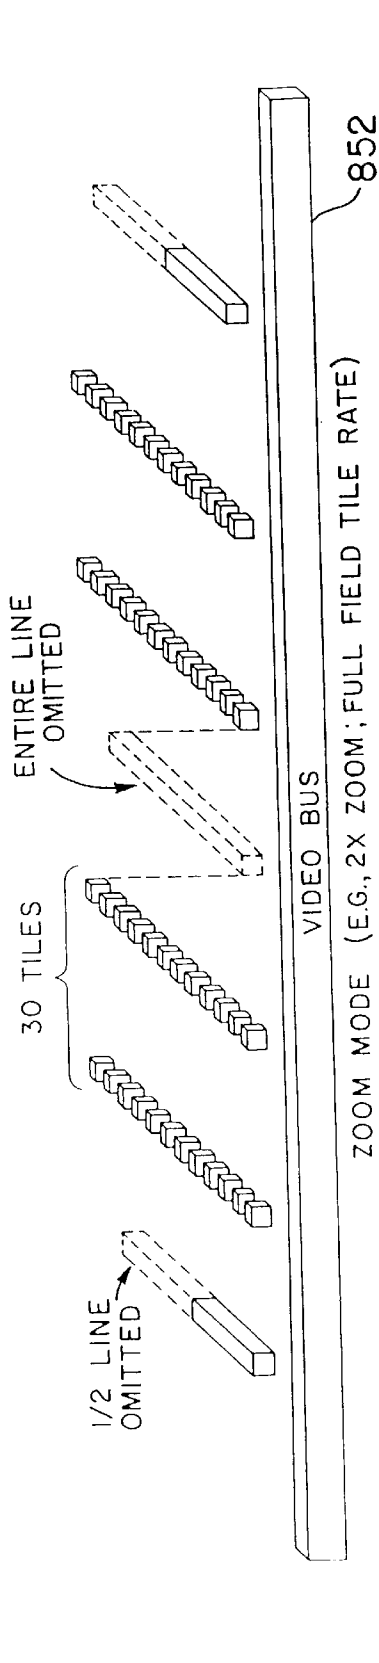 1/2 LINE
OMITTED
30 TILES
ENTIRE LINE
OMITTED
VIDEO BUS
852
ZOOM MODE (E.G., 2X ZOOM; FULL FIELD TILE RATE)